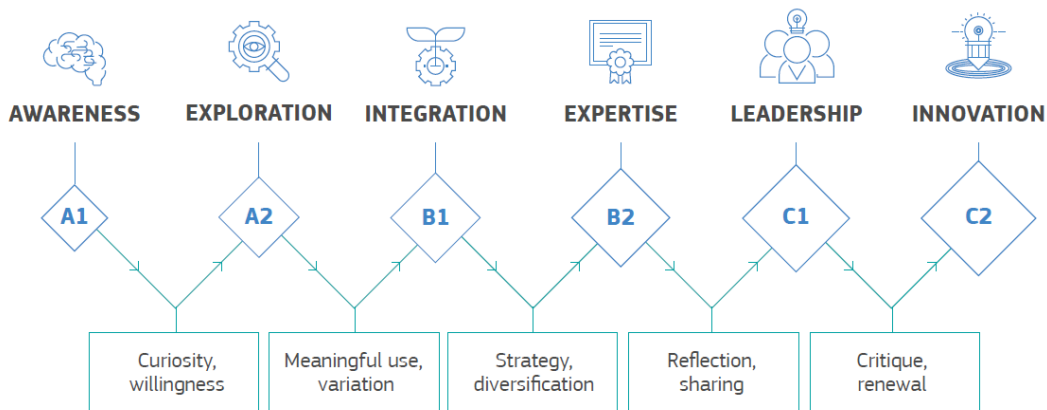 AWARENESS
EXPLORATION
INTEGRATION
EXPERTISE
LEADERSHIP
INNOVATION
A1
A2
B1
B2
C1
C2
Curiosity,
willingness
Meaningful use,
variation
Strategy,
diversification
Reflection,
sharing
Critique,
renewal